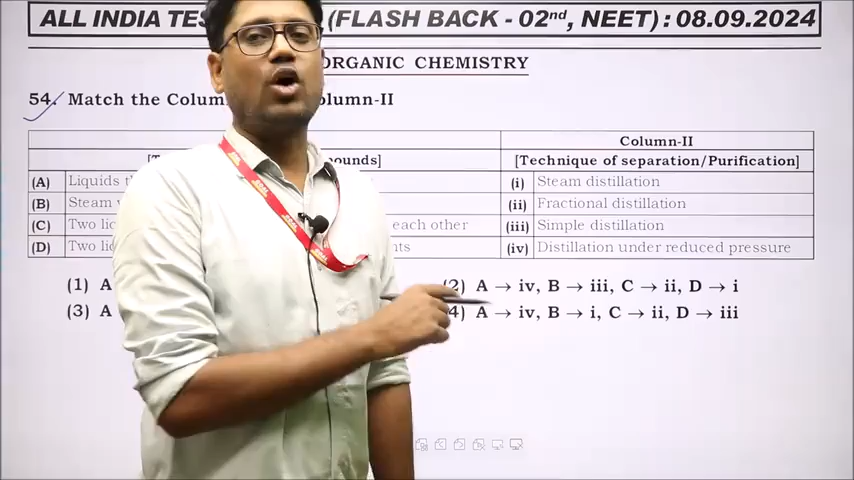 ALL INDIA TES (FLASH BACK - 02nd, NEET) : 08.09.2024
ORGANIC CHEMISTRY
54. Match the Colum olumn-II
Column-II
[T ounds] [Technique of separation/Purification]
(A) Liquids (i) Steam distillation
(B) Steam (ii) Fractional distillation
(C) Two li each other (iii) Simple distillation
(D) Two li nts (iv) Distillation under reduced pressure
(1) A (2) A → iv, B → iii, C → ii, D → i
(3) A 4) A → iv, B → i, C → ii, D → iii